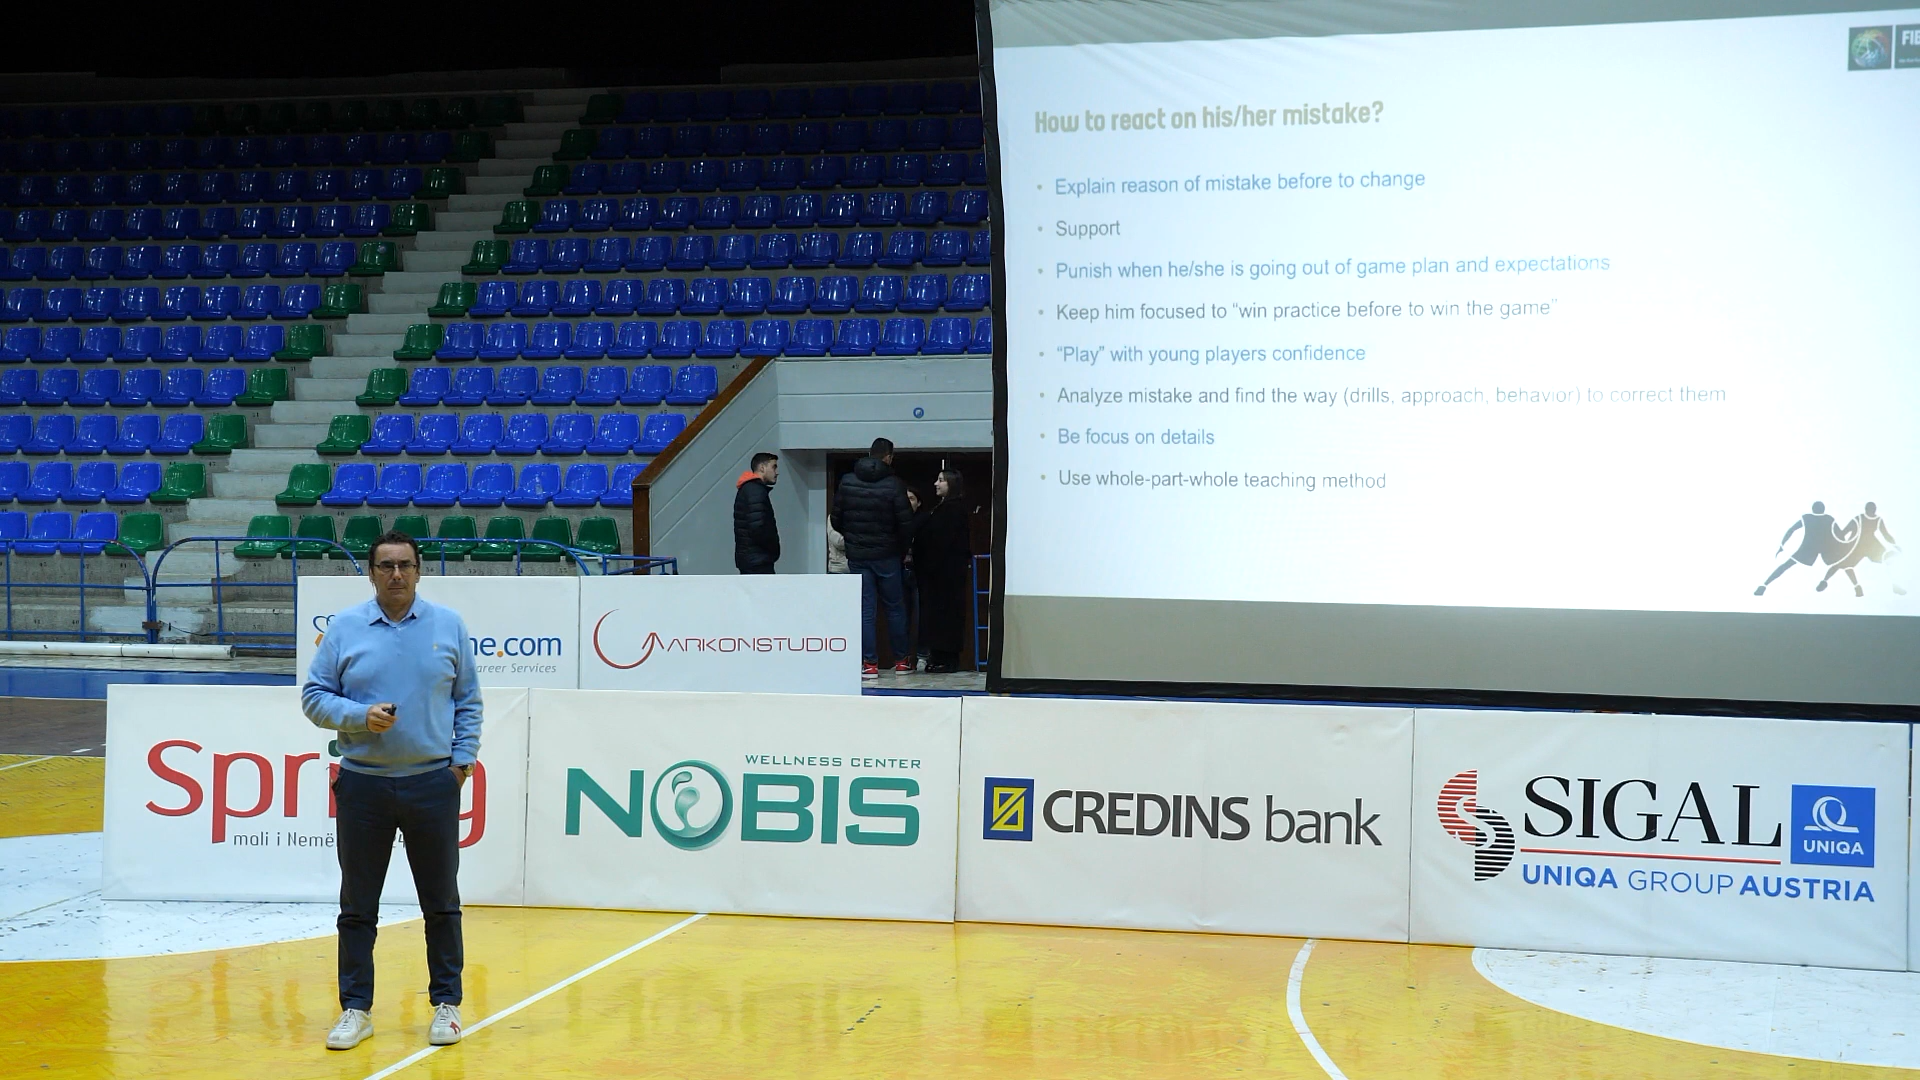 How to react on his/her mistake?
• Explain reason of mistake before to change
• Support
• Punish when he/she is going out of game plan and expectations
• Keep him focused to “win practice before to win the game”
• “Play” with young players confidence
• Analyze mistake and find the way (drills, approach, behavior) to correct them
• Be focus on details
• Use whole-part-whole teaching method
ne.com
areer Services
MARKONSTUDIO
Spring
mali i Nemë
WELLNESS CENTER
NOBIS
CREDINS bank
SIGAL
UNIQA
UNIQA GROUP AUSTRIA